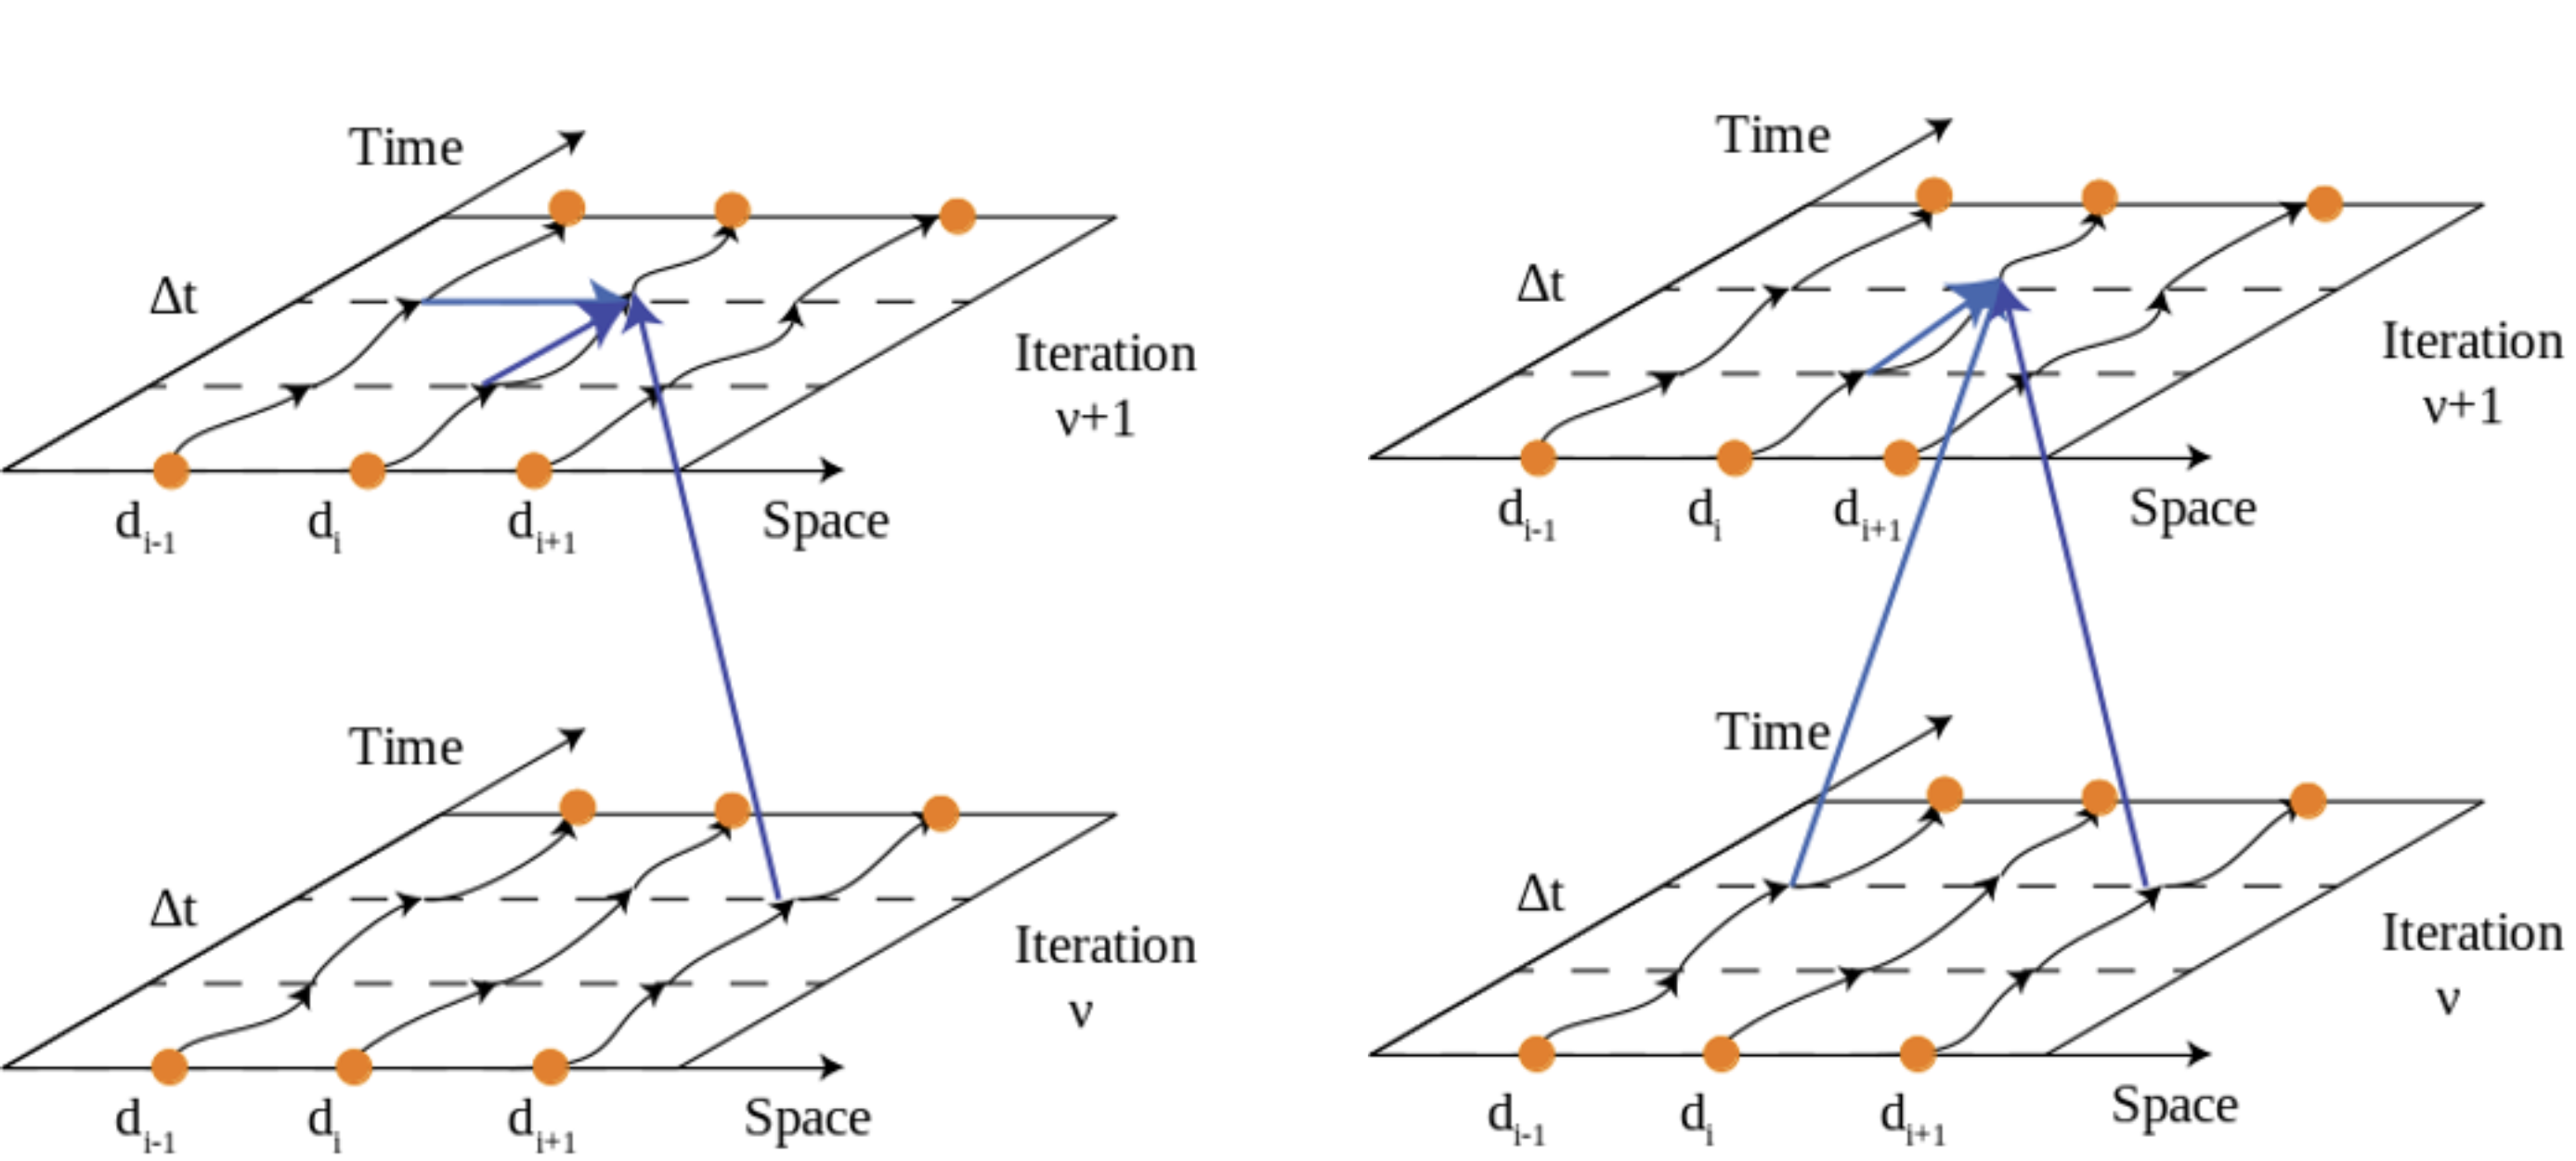 Time
Δt
Iteration
ν+1
d_{i-1} d_i d_{i+1} Space
Time
Δt
Iteration
ν
d_{i-1} d_i d_{i+1} Space
Time
Δt
Iteration
ν+1
d_{i-1} d_i d_{i+1} Space
Time
Δt
Iteration
ν
d_{i-1} d_i d_{i+1} Space